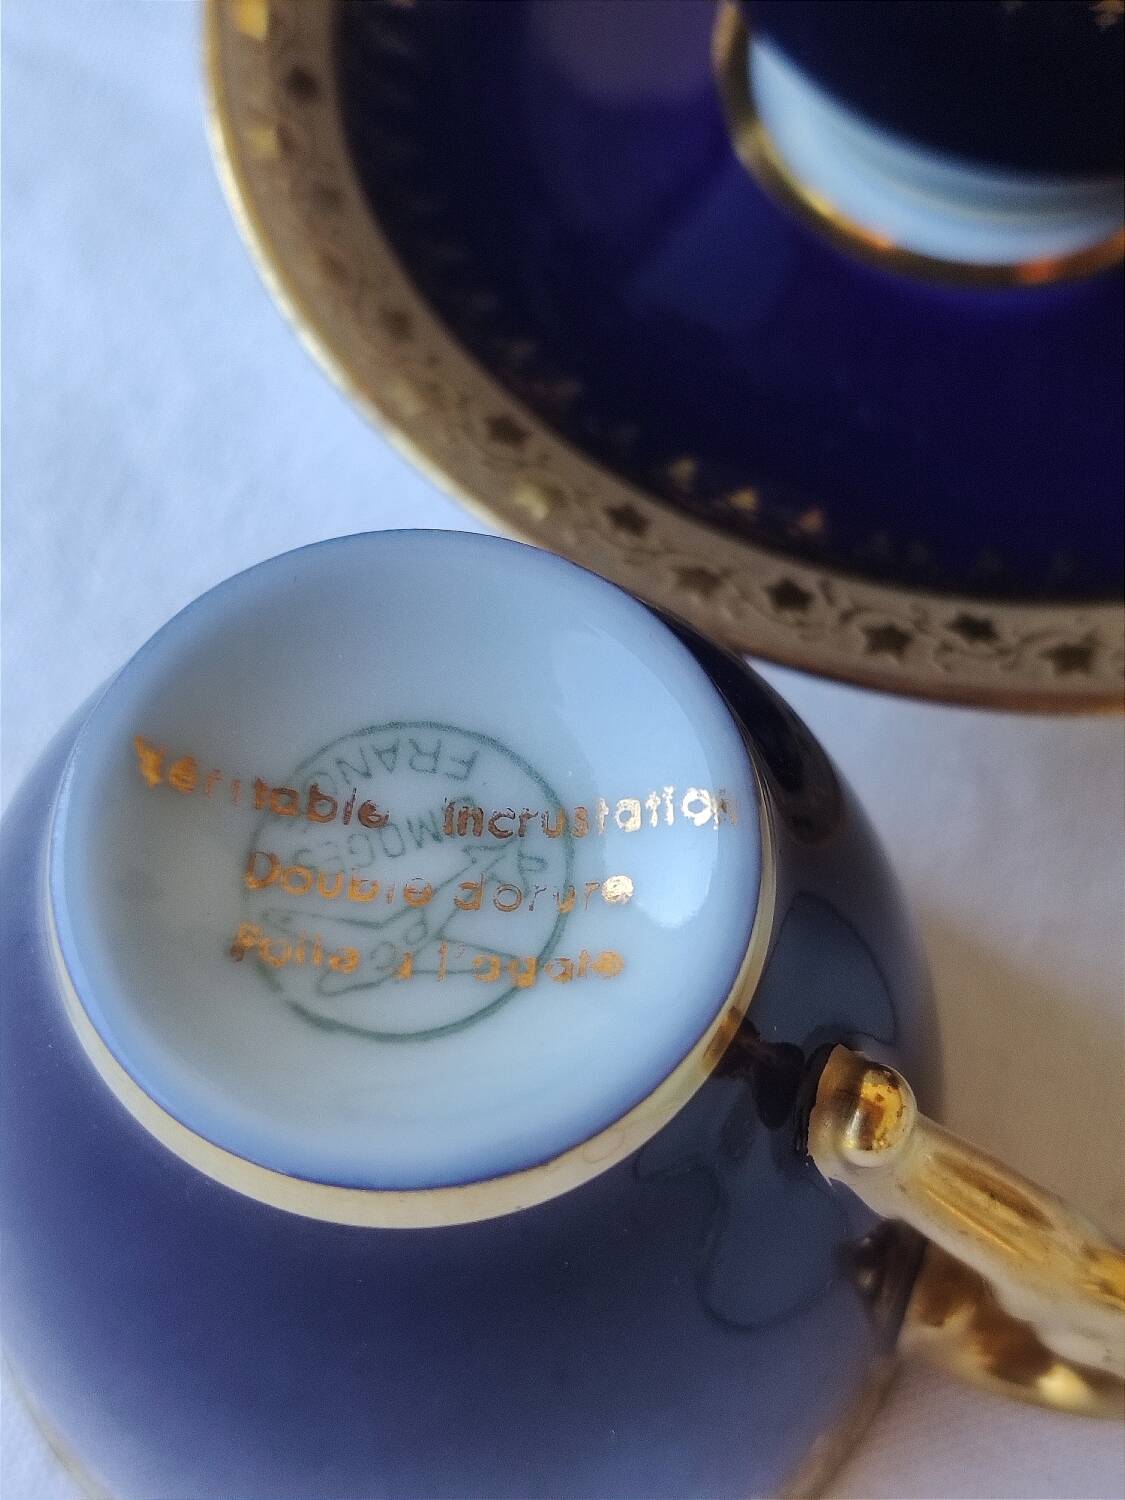 Véritable incrustation
Double dorure
Polie à l'agate
LIMOGES
FRANCE